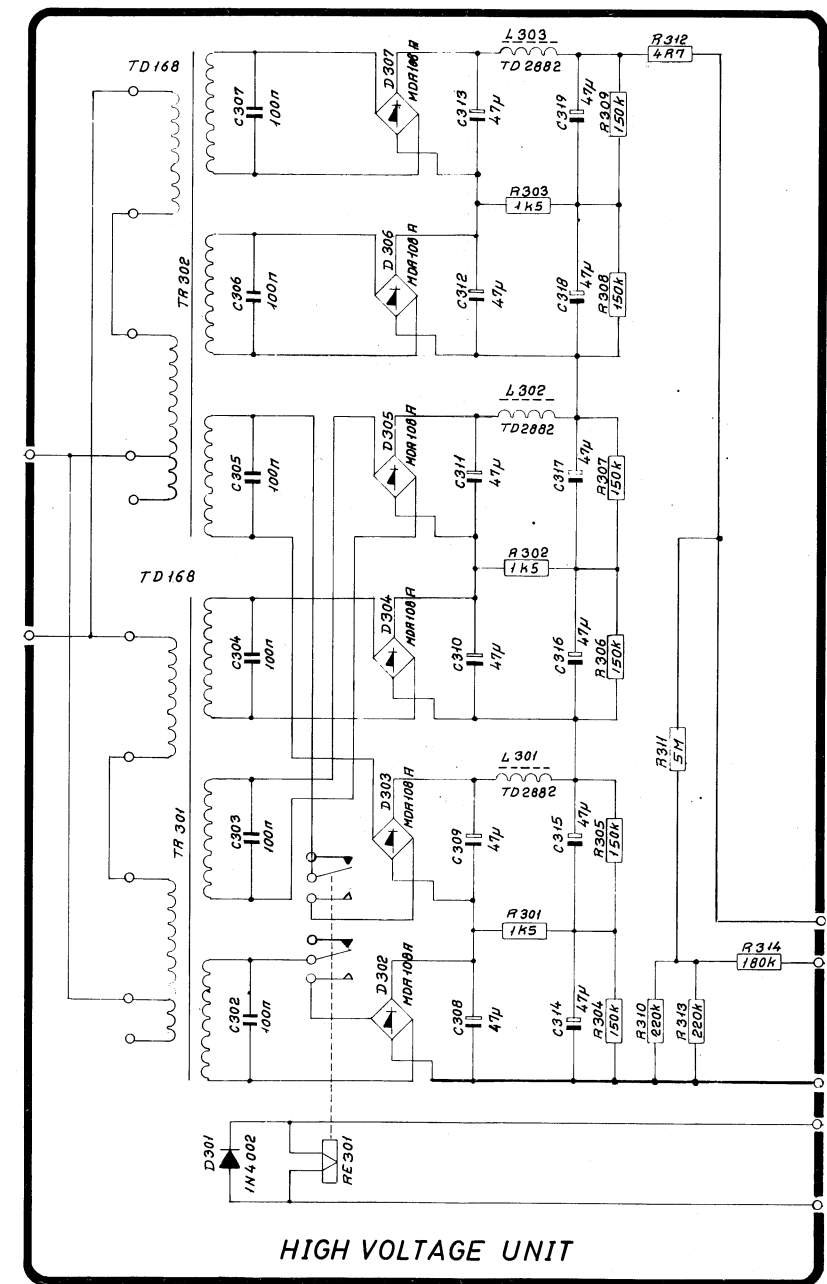 L303
TD2882
R312
4R7
TD168
C307
100n
D307
MDA108A
C313
47µ
C319
47µ
R309
150k
R303
1k5
TR302
C306
100n
D306
MDA108A
C312
47µ
C318
47µ
R308
150k
L302
TD2882
C305
100n
D305
MDA108A
C311
47µ
C317
47µ
R307
150k
R302
1k5
TD168
C304
100n
D304
MDA108A
C310
47µ
C316
47µ
R306
150k
R311
5M
L301
TD2882
TR301
C303
100n
D303
MDA108A
C309
47µ
C315
47µ
R305
150k
R301
1k5
R314
180k
C302
100n
D302
MDA108A
C308
47µ
C314
47µ
R304
150k
R310
220k
R313
220k
D301
1N4002
RE301
HIGH VOLTAGE UNIT